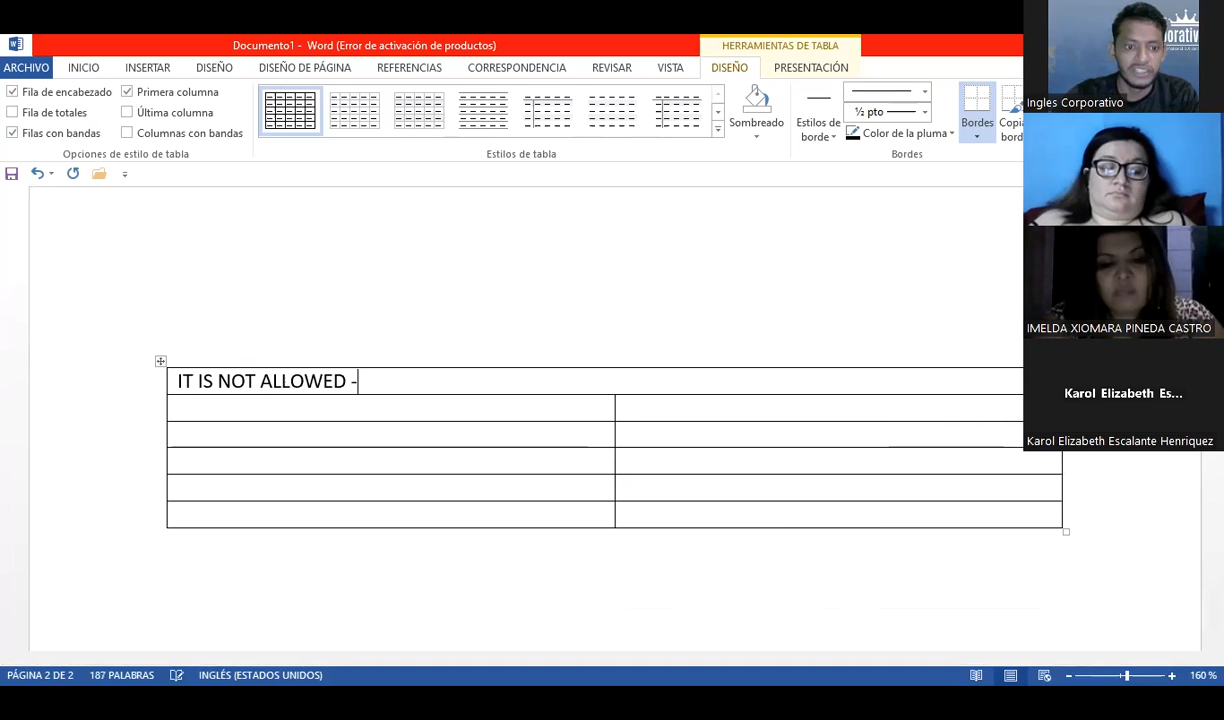 Documento1 - Word (Error de activación de productos)
HERRAMIENTAS DE TABLA
ARCHIVO INICIO INSERTAR DISEÑO DISEÑO DE PÁGINA REFERENCIAS CORRESPONDENCIA REVISAR VISTA DISEÑO PRESENTACIÓN
Fila de encabezado
Primera columna
Fila de totales
Última columna
Filas con bandas
Columnas con bandas
Opciones de estilo de tabla
Estilos de tabla
Sombreado
Estilos de
borde
½ pto
Color de la pluma
Bordes
Bordes
IT IS NOT ALLOWED -
Ingles Corporativo
IMELDA XIOMARA PINEDA CASTRO
Karol Elizabeth Es...
Karol Elizabeth Escalante Henriquez
PÁGINA 2 DE 2 187 PALABRAS INGLÉS (ESTADOS UNIDOS) 160 %